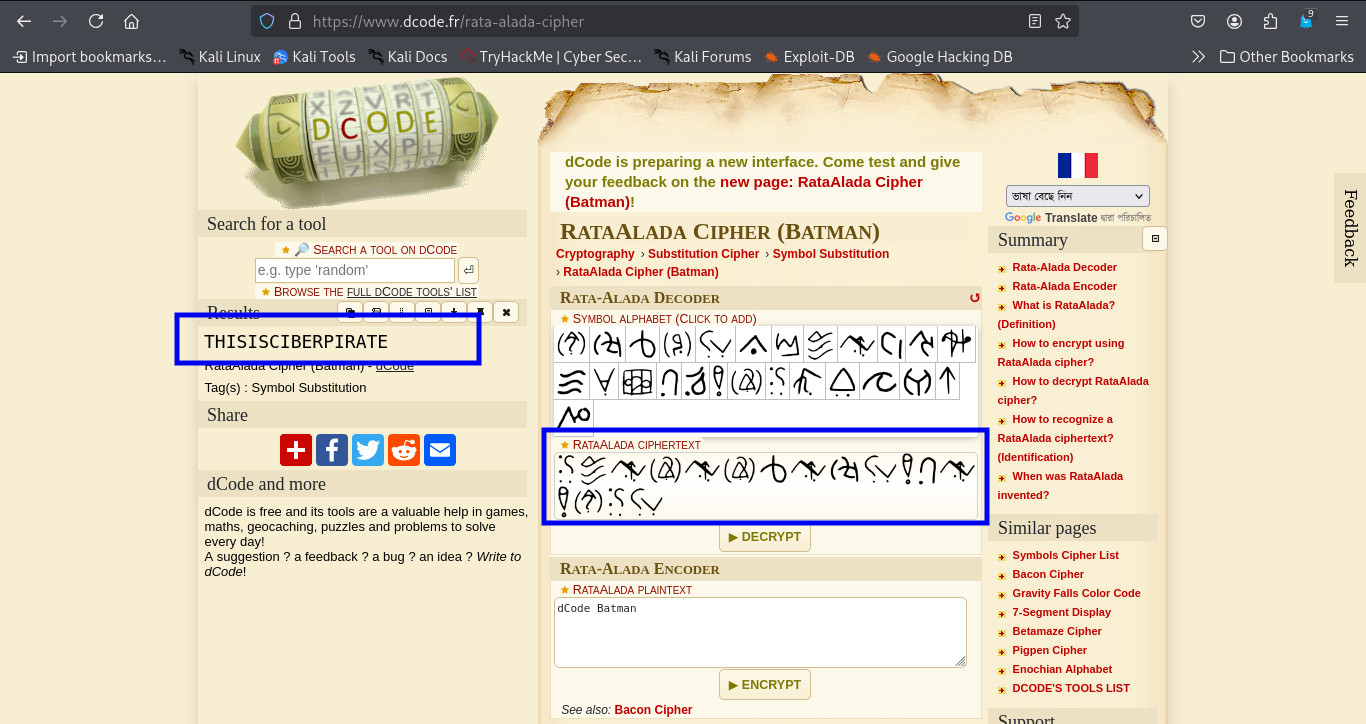 https://www.dcode.fr/rata-alada-cipher
9
Import bookmarks…
Kali Linux
Kali Tools
Kali Docs
TryHackMe | Cyber Sec…
Kali Forums
Exploit-DB
Google Hacking DB
Other Bookmarks
DCODE
Search for a tool
SEARCH A TOOL ON DCODE
e.g. type 'random'
BROWSE THE FULL DCODE TOOLS' LIST
Results
THISISCIBERPIRATE
RataAlada Cipher (Batman) - dCode
Tag(s) : Symbol Substitution
Share
dCode and more
dCode is free and its tools are a valuable help in games,
maths, geocaching, puzzles and problems to solve
every day!
A suggestion ? a feedback ? a bug ? an idea ? Write to
dCode!
dCode is preparing a new interface. Come test and give
your feedback on the new page: RataAlada Cipher
(Batman)!
RATAALADA CIPHER (BATMAN)
Cryptography › Substitution Cipher › Symbol Substitution
› RataAlada Cipher (Batman)
RATA-ALADA DECODER
SYMBOL ALPHABET (CLICK TO ADD)
RATAALADA CIPHERTEXT
▶ DECRYPT
RATA-ALADA ENCODER
RATAALADA PLAINTEXT
dCode Batman
▶ ENCRYPT
See also: Bacon Cipher
ভাষা বেছে নিন
Google Translate দ্বারা পরিচালিত
Summary
Rata-Alada Decoder
Rata-Alada Encoder
What is RataAlada?
(Definition)
How to encrypt using
RataAlada cipher?
How to decrypt RataAlada
cipher?
How to recognize a
RataAlada ciphertext?
(Identification)
When was RataAlada
invented?
Similar pages
Symbols Cipher List
Bacon Cipher
Gravity Falls Color Code
7-Segment Display
Betamaze Cipher
Pigpen Cipher
Enochian Alphabet
DCODE'S TOOLS LIST
Support
Feedback